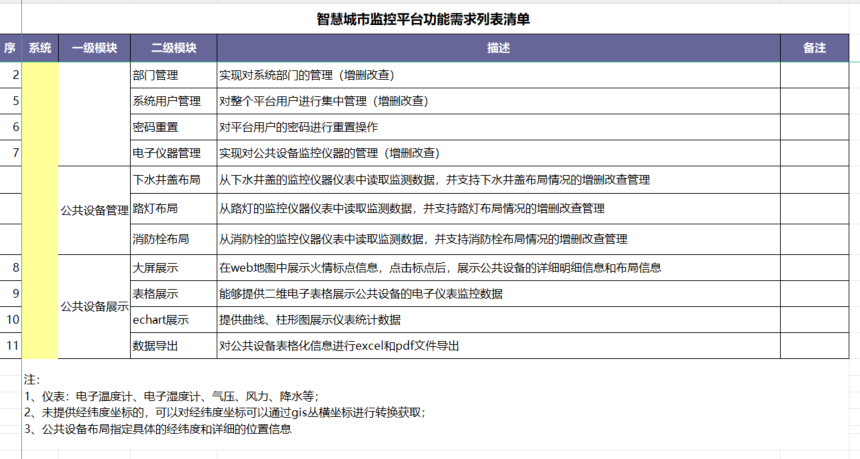 智慧城市监控平台功能需求列表清单
序 系统 一级模块 二级模块 描述 备注
2 部门管理 实现对系统部门的管理（增删改查）
5 系统用户管理 对整个平台用户进行集中管理（增删改查）
6 密码重置 对平台用户的密码进行重置操作
7 电子仪器管理 实现对公共设备监控仪器的管理（增删改查）
下水井盖布局 从下水井盖的监控仪器仪表中读取监测数据，并支持下水井盖布局情况的增删改查管理
公共设备管理 路灯布局 从路灯的监控仪器仪表中读取监测数据，并支持路灯布局情况的增删改查管理
消防栓布局 从消防栓的监控仪器仪表中读取监测数据，并支持消防栓布局情况的增删改查管理
8 大屏展示 在web地图中展示火情标点信息，点击标点后，展示公共设备的详细明细信息和布局信息
9 表格展示 能够提供二维电子表格展示公共设备的电子仪表监控数据
公共设备展示
10 echart展示 提供曲线、柱形图展示仪表统计数据
11 数据导出 对公共设备表格化信息进行excel和pdf文件导出
注：
1、仪表：电子温度计、电子湿度计、气压、风力、降水等；
2、未提供经纬度坐标的，可以对经纬度坐标可以通过gis丛横坐标进行转换获取；
3、公共设备布局指定具体的经纬度和详细的位置信息